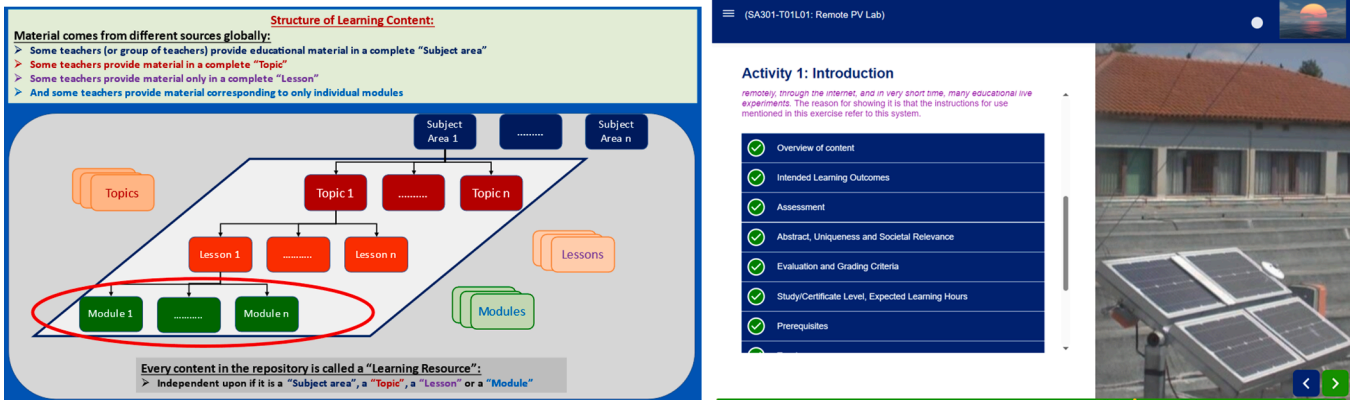 Structure of Learning Content:
Material comes from different sources globally:
➢ Some teachers (or group of teachers) provide educational material in a complete “Subject area”
➢ Some teachers provide material in a complete “Topic”
➢ Some teachers provide material only in a complete “Lesson”
➢ And some teachers provide material corresponding to only individual modules
Subject
Area 1
.........
Subject
Area n
Topics
Topic 1
..........
Topic n
Lesson 1
...........
Lesson n
Lessons
Module 1
...........
Module n
Modules
Every content in the repository is called a “Learning Resource”:
➢ Independent upon if it is a “Subject area”, a “Topic”, a “Lesson” or a “Module”
(SA301-T01L01: Remote PV Lab)
Activity 1: Introduction
remotely, through the internet, and in very short time, many educational live
experiments. The reason for showing it is that the instructions for use
mentioned in this exercise refer to this system.
Overview of content
Intended Learning Outcomes
Assessment
Abstract, Uniqueness and Societal Relevance
Evaluation and Grading Criteria
Study/Certificate Level, Expected Learning Hours
Prerequisites